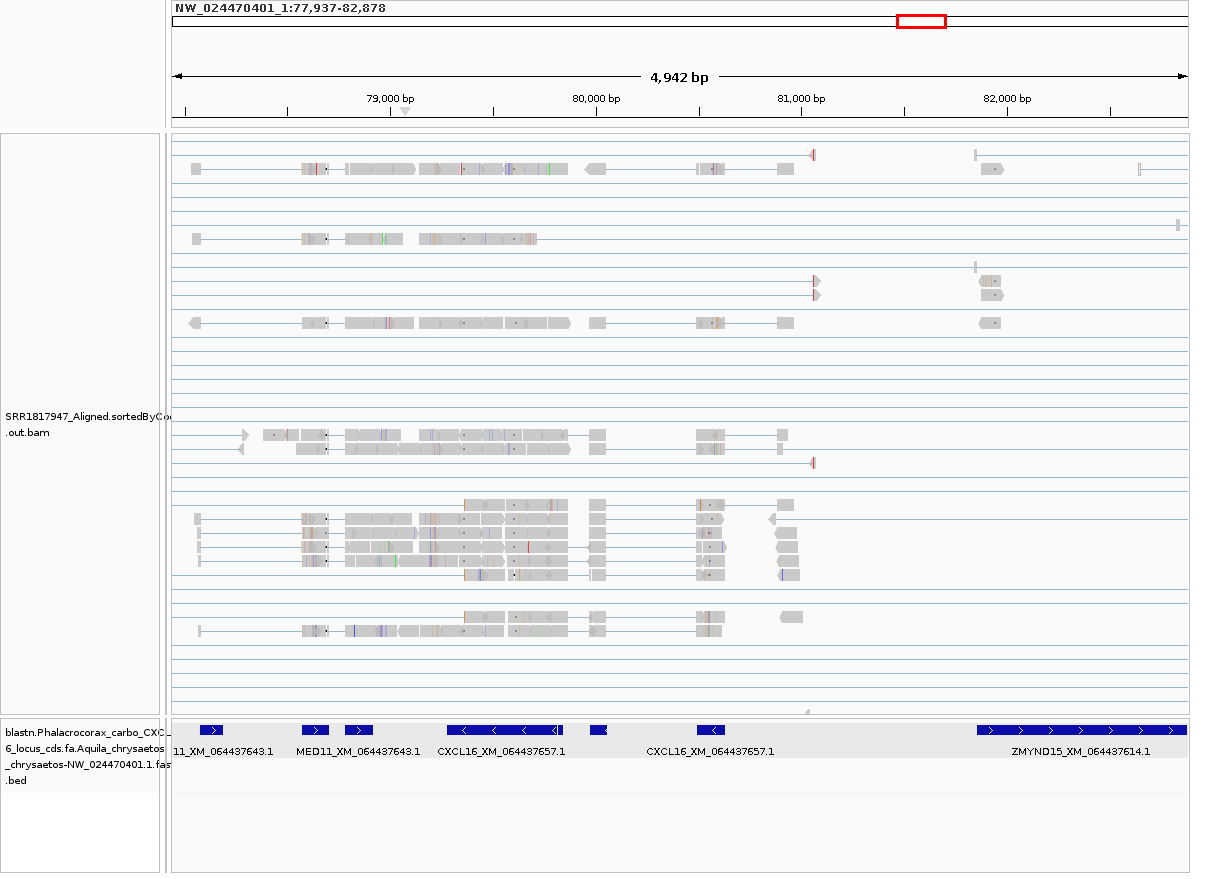 NW_024470401_1:77,937-82,878
4,942 bp
79,000 bp
80,000 bp
81,000 bp
82,000 bp
SRR1817947_Aligned.sortedByCo
.out.bam
blastn.Phalacrocorax_carbo_CXC
6_locus_cds.fa.Aquila_chrysaetos
_chrysaetos-NW_024470401.1.fas
.bed
11_XM_064437643.1
MED11_XM_064437643.1
CXCL16_XM_064437657.1
CXCL16_XM_064437657.1
ZMYND15_XM_064437614.1